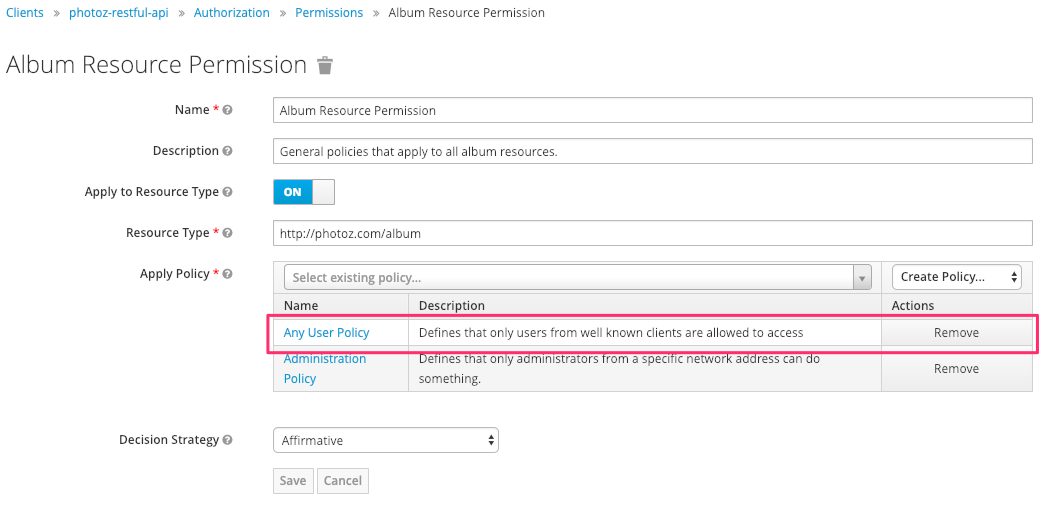 Clients » photoz-restful-api » Authorization » Permissions » Album Resource Permission
Album Resource Permission
Name * Album Resource Permission
Description General policies that apply to all album resources.
Apply to Resource Type ON
Resource Type * http://photoz.com/album
Apply Policy * Select existing policy... Create Policy...
Name Description Actions
Any User Policy Defines that only users from well known clients are allowed to access Remove
Administration Defines that only administrators from a specific network address can do
Policy something. Remove
Decision Strategy Affirmative
Save Cancel